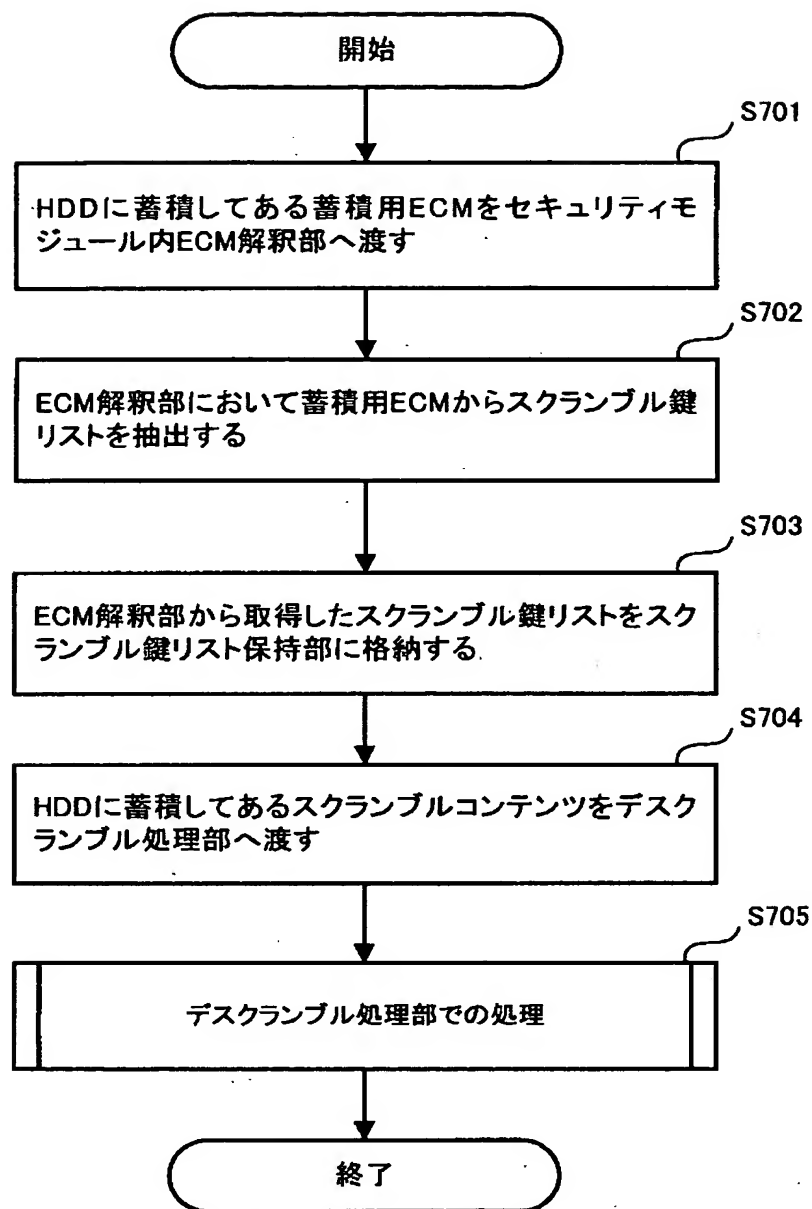 開始
S701
HDDに蓄積してある蓄積用ECMをセキュリティモ
ジュール内ECM解釈部へ渡す
S702
ECM解釈部において蓄積用ECMからスクランブル鍵
リストを抽出する
S703
ECM解釈部から取得したスクランブル鍵リストをスク
ランブル鍵リスト保持部に格納する
S704
HDDに蓄積してあるスクランブルコンテンツをデスク
ランブル処理部へ渡す
S705
デスクランブル処理部での処理
終了